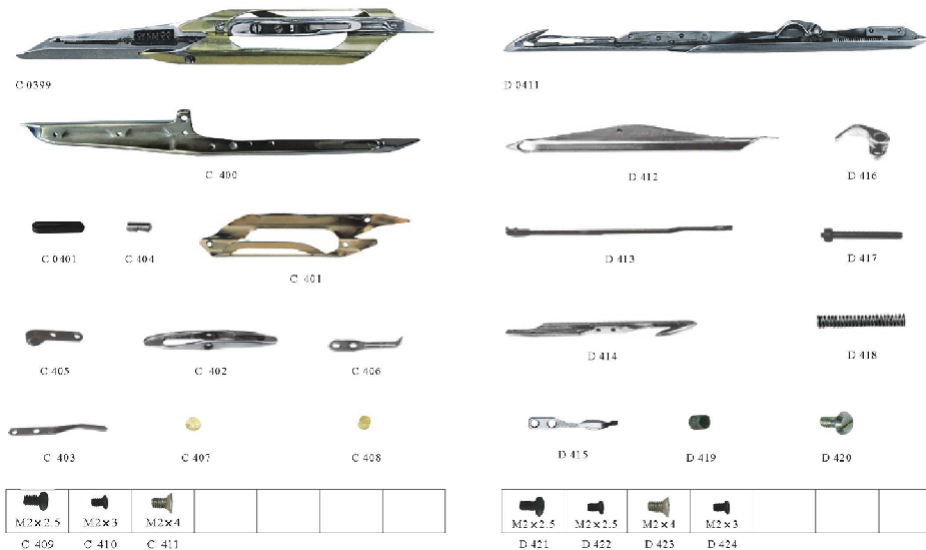 C 0399
D 0411
C 400
D 412
D 416
C 0401
C 404
C 401
D 413
D 417
C 405
C 402
C 406
D 414
D 418
C 403
C 407
C 408
D 415
D 419
D 420
M2×2.5 M2×3 M2×4
C 409 C 410 C 411
M2×2.5 M2×2.5 M2×4 M2×3
D 421 D 422 D 423 D 424